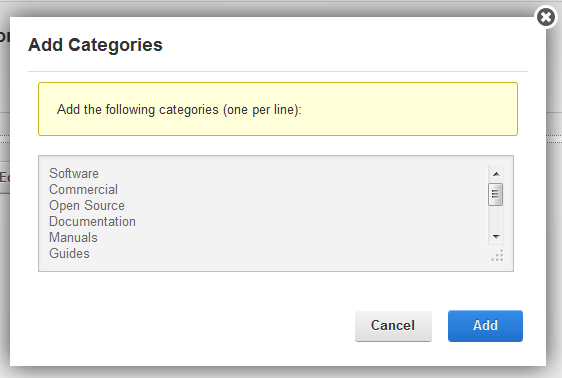 Add Categories
Add the following categories (one per line):
Software
Commercial
Open Source
Documentation
Manuals
Guides
Cancel
Add